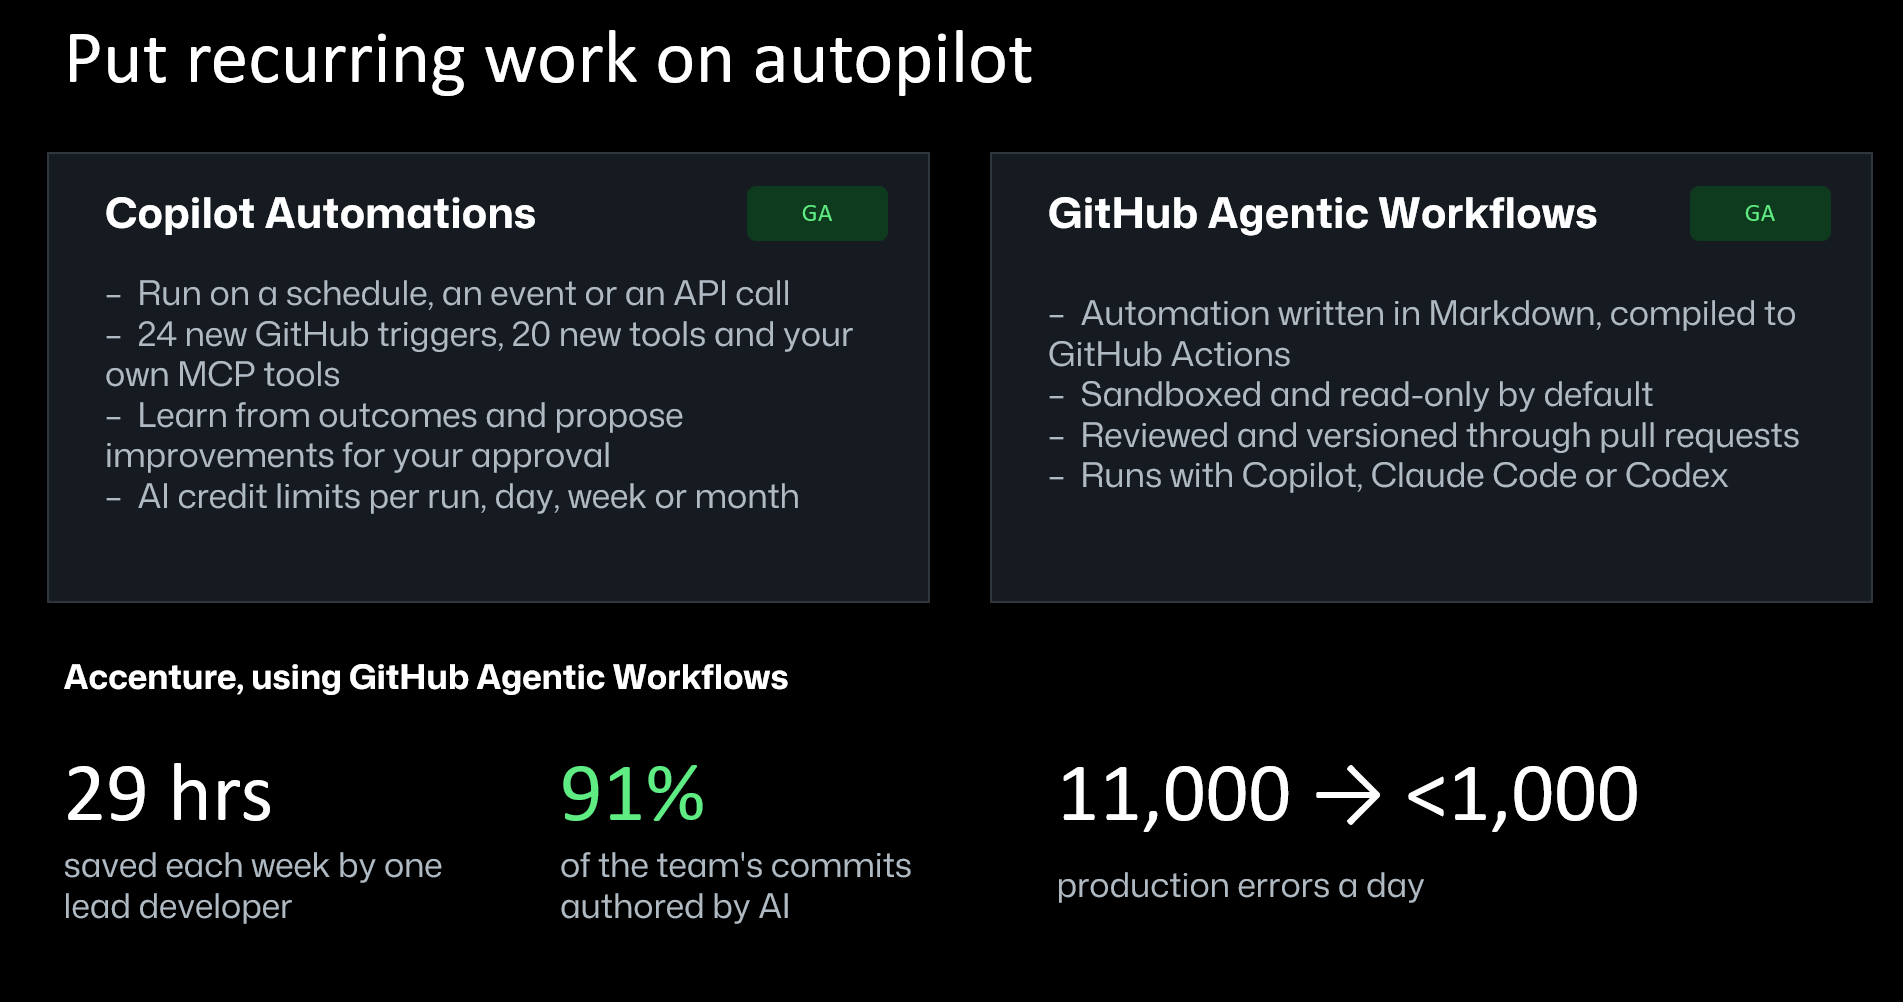 Put recurring work on autopilot
Copilot Automations
GA
– Run on a schedule, an event or an API call
– 24 new GitHub triggers, 20 new tools and your
own MCP tools
– Learn from outcomes and propose
improvements for your approval
– AI credit limits per run, day, week or month
GitHub Agentic Workflows
GA
– Automation written in Markdown, compiled to
GitHub Actions
– Sandboxed and read-only by default
– Reviewed and versioned through pull requests
– Runs with Copilot, Claude Code or Codex
Accenture, using GitHub Agentic Workflows
29 hrs
saved each week by one
lead developer
91%
of the team's commits
authored by AI
11,000 → <1,000
production errors a day